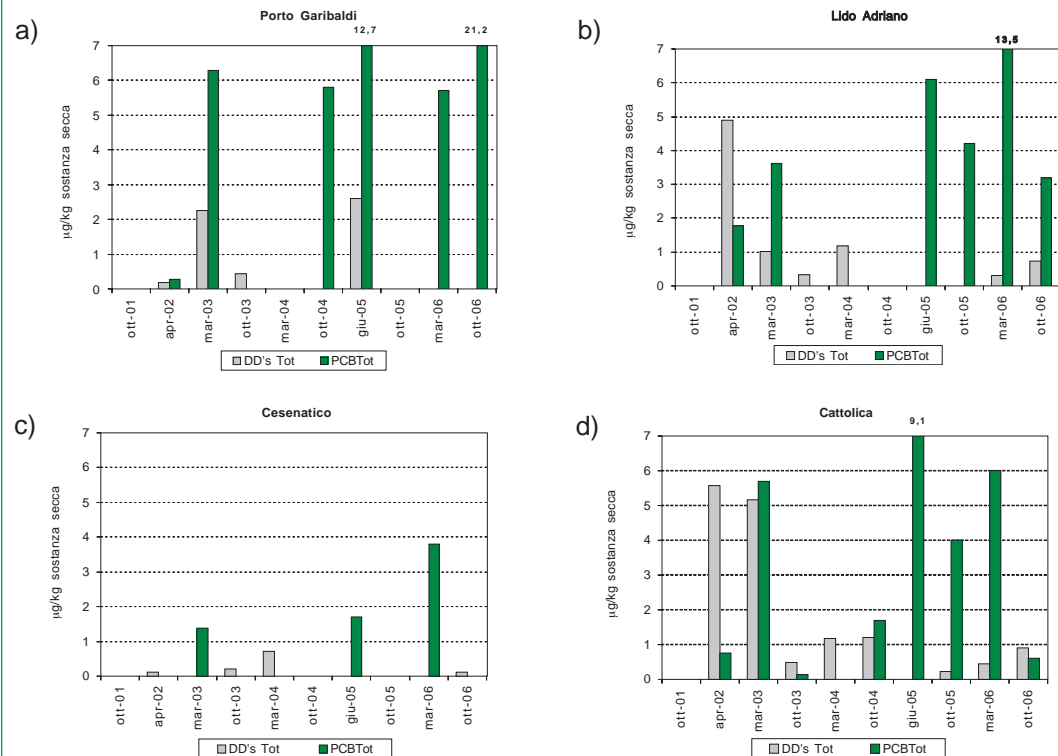 a)
Porto Garibaldi
12,7
21,2
µg/kg sostanza secca
7
6
5
4
3
2
1
0
ott-01
apr-02
mar-03
ott-03
mar-04
ott-04
giu-05
ott-05
mar-06
ott-06
DD's Tot
PCBTot
b)
Lido Adriano
13,5
µg/kg sostanza secca
7
6
5
4
3
2
1
0
ott-01
apr-02
mar-03
ott-03
mar-04
ott-04
giu-05
ott-05
mar-06
ott-06
DD's Tot
PCBTot
c)
Cesenatico
µg/kg sostanza secca
7
6
5
4
3
2
1
0
ott-01
apr-02
mar-03
ott-03
mar-04
ott-04
giu-05
ott-05
mar-06
ott-06
DD's Tot
PCBTot
d)
Cattolica
9,1
µg/kg sostanza secca
7
6
5
4
3
2
1
0
ott-01
apr-02
mar-03
ott-03
mar-04
ott-04
giu-05
ott-05
mar-06
ott-06
DD's Tot
PCBTot